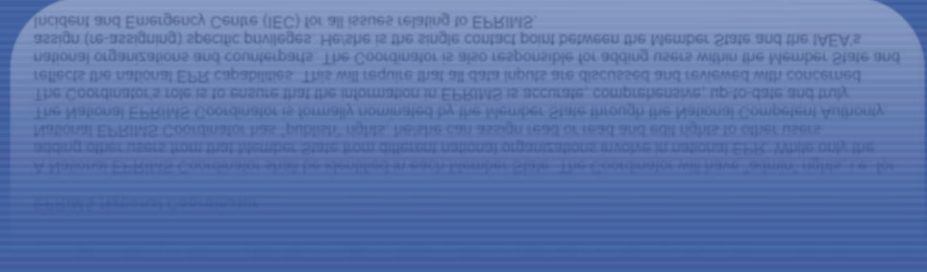 EPRIMS National Coordinator
A National EPRIMS Coordinator shall be identified in each Member State. The Coordinator will have "admin" rights, i.e. for
adding other users from that Member State from different national organizations involve in national EPR. While only the
National EPRIMS Coordinator has 'publish' rights, he/she can assign read or read and edit rights to other users.
The National EPRIMS Coordinator is formally nominated by the Member State through the National Competent Authority.
The Coordinator's role is to ensure that the information in EPRIMS is accurate, comprehensive, up-to-date and truly
reflects the national EPR capabilities. This will require that all data inputs are discussed and reviewed with concerned
national organizations and counterparts. The Coordinator is also responsible for adding users within the Member State and
assign (re-assigning) specific privileges. He/she is the single contact point between the Member State and the IAEA's
Incident and Emergency Centre (IEC) for all issues relating to EPRIMS.